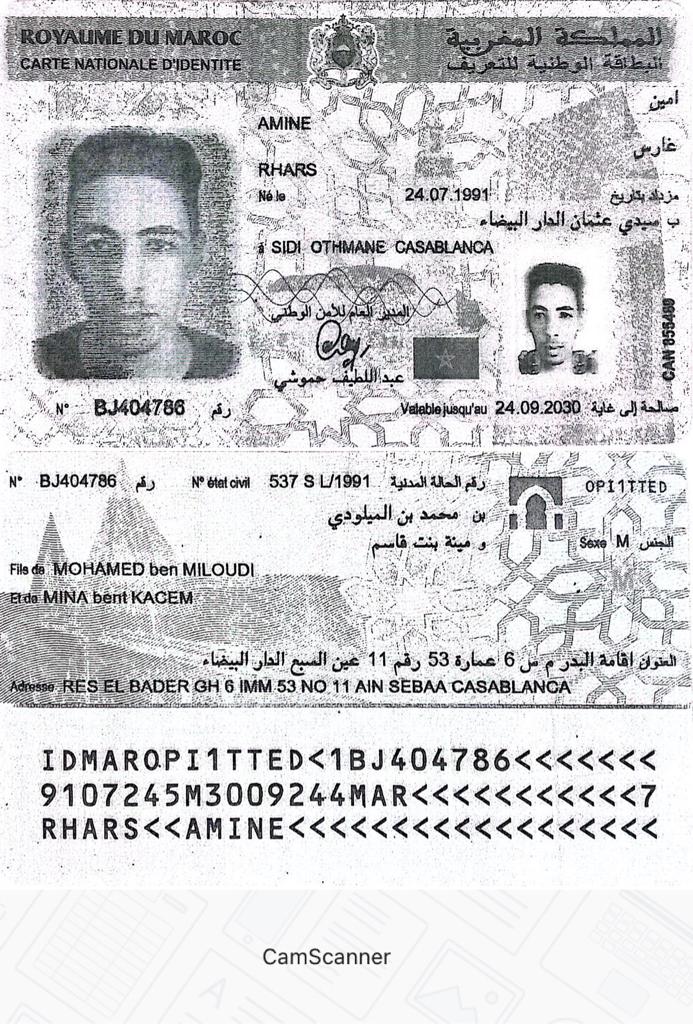 ROYAUME DU MAROC
المملكة المغربية
CARTE NATIONALE D'IDENTITE
البطاقة الوطنية للتعريف
امين
AMINE
غارس
RHARS
Né le 24.07.1991 مزداد بتاريخ
ب سيدي عثمان الدار البيضاء
à SIDI OTHMANE CASABLANCA
المدير العام للأمن الوطني
عبد اللطيف حموشي
CAN 855480
N° BJ404786 رقم
Valable jusqu'au 24.09.2030 صالحة إلى غاية
N° BJ404786 رقم
N° état civil 537 S L/1991 رقم الحالة المدنية
OPI1TTED
بن محمد بن الميلودي
و مينة بنت قاسم
Sexe M الجنس
M
Fils de MOHAMED ben MILOUDI
Et de MINA bent KACEM
العنوان اقامة البدر م س 6 عمارة 53 رقم 11 عين السبع الدار البيضاء
Adresse RES EL BADER GH 6 IMM 53 NO 11 AIN SEBAA CASABLANCA
IDMAROPI1TTED<1BJ404786<<<<<<<
9107245M3009244MAR<<<<<<<<<<<7
RHARS<<AMINE<<<<<<<<<<<<<<<<<<
CamScanner